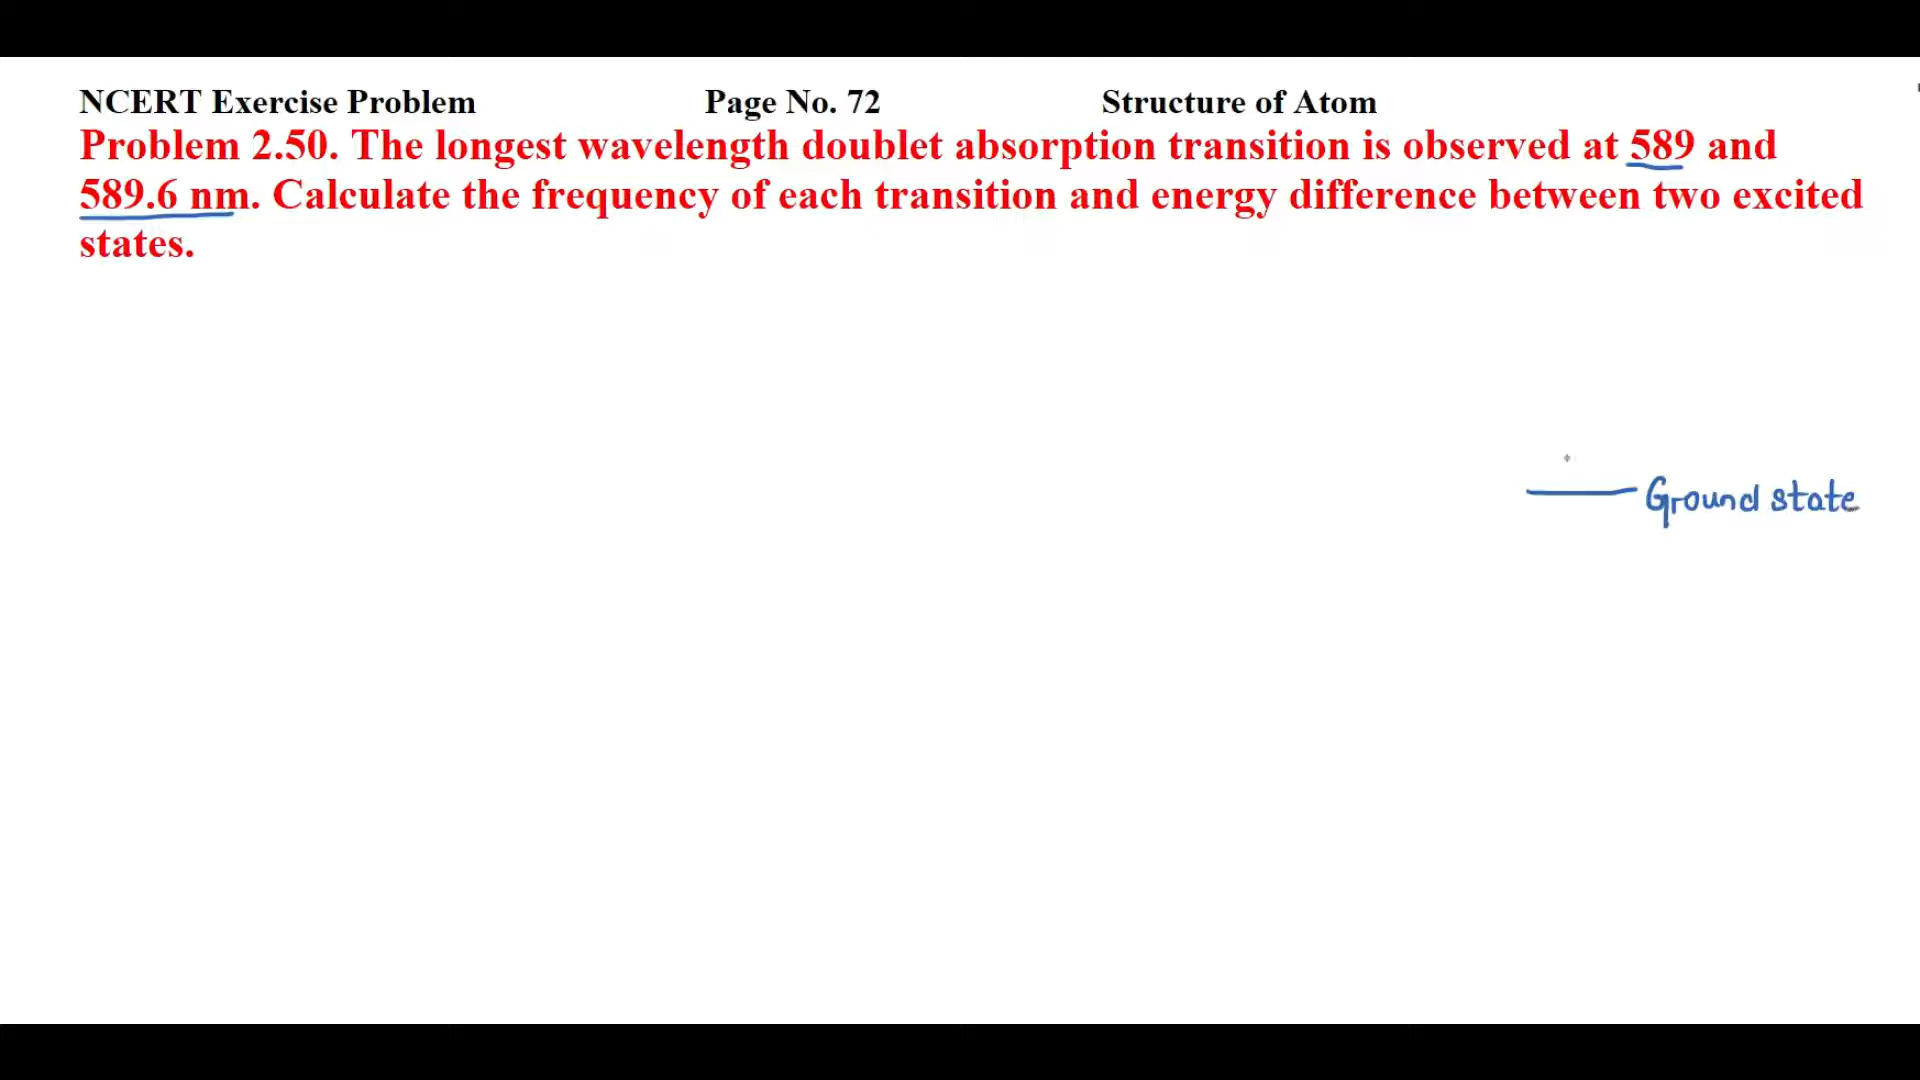 NCERT Exercise Problem Page No. 72 Structure of Atom
Problem 2.50. The longest wavelength doublet absorption transition is observed at 589 and
589.6 nm. Calculate the frequency of each transition and energy difference between two excited
states.
Ground state